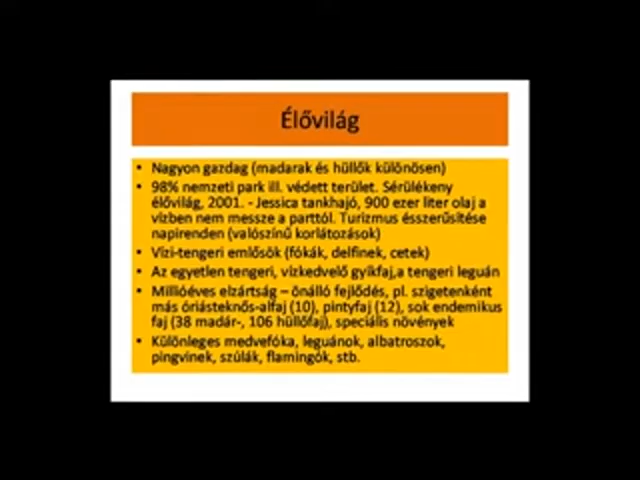 Élővilág
• Nagyon gazdag (madarak és hüllők különösen)
• 98% nemzeti park ill. védett terület. Sérülékeny
élővilág, 2001. - Jessica tankhajó, 900 ezer liter olaj a
vízben nem messze a parttól. Turizmus ésszerűsítése
napirenden (valószínű korlátozások)
• Vízi-tengeri emlősök (fókák, delfinek, cetek)
• Az egyetlen tengeri, vízkedvelő gyíkfaj,a tengeri leguán
• Millióéves elzártság – önálló fejlődés, pl. szigetenként
más óriásteknős-alfaj (10), pintyfaj (12), sok endemikus
faj (38 madár-, 106 hüllőfaj), speciális növények
• Különleges medvefóka, leguánok, albatroszok,
pingvinek, szúlák, flamingók, stb.